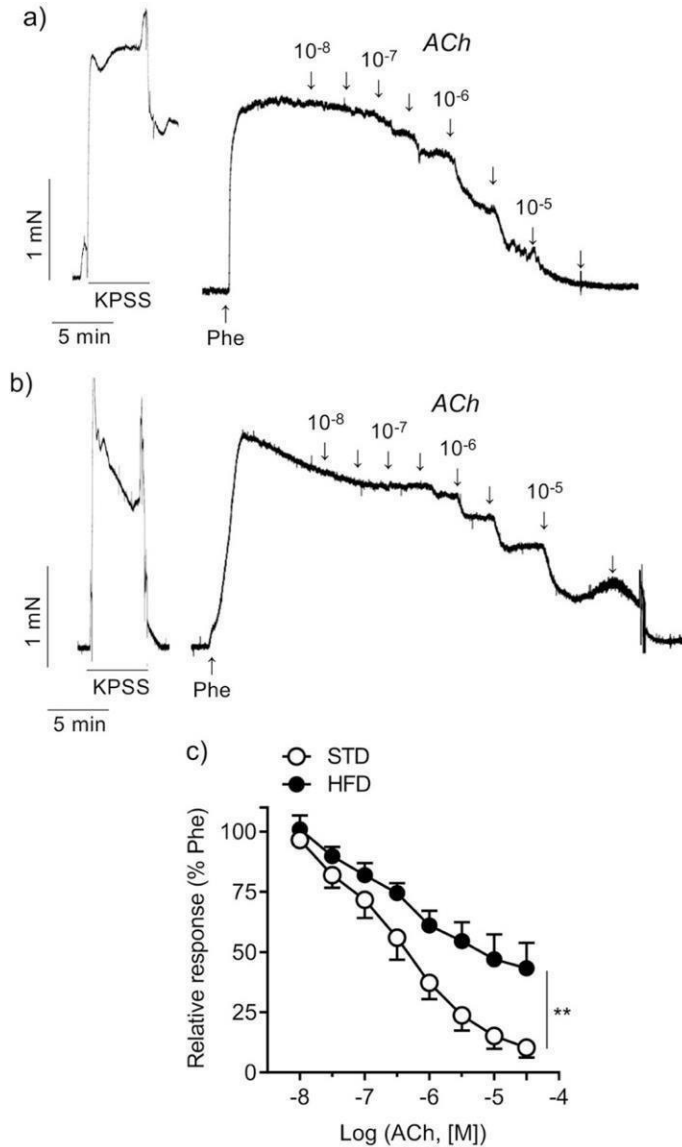 a)
ACh
10-8
10-7
10-6
10-5
1 mN
KPSS
5 min
Phe
b)
ACh
10-8
10-7
10-6
10-5
1 mN
KPSS
Phe
5 min
c)
STD
HFD
Relative response (% Phe)
100
75
50
25
0
**
-8 -7 -6 -5 -4
Log (ACh, [M])